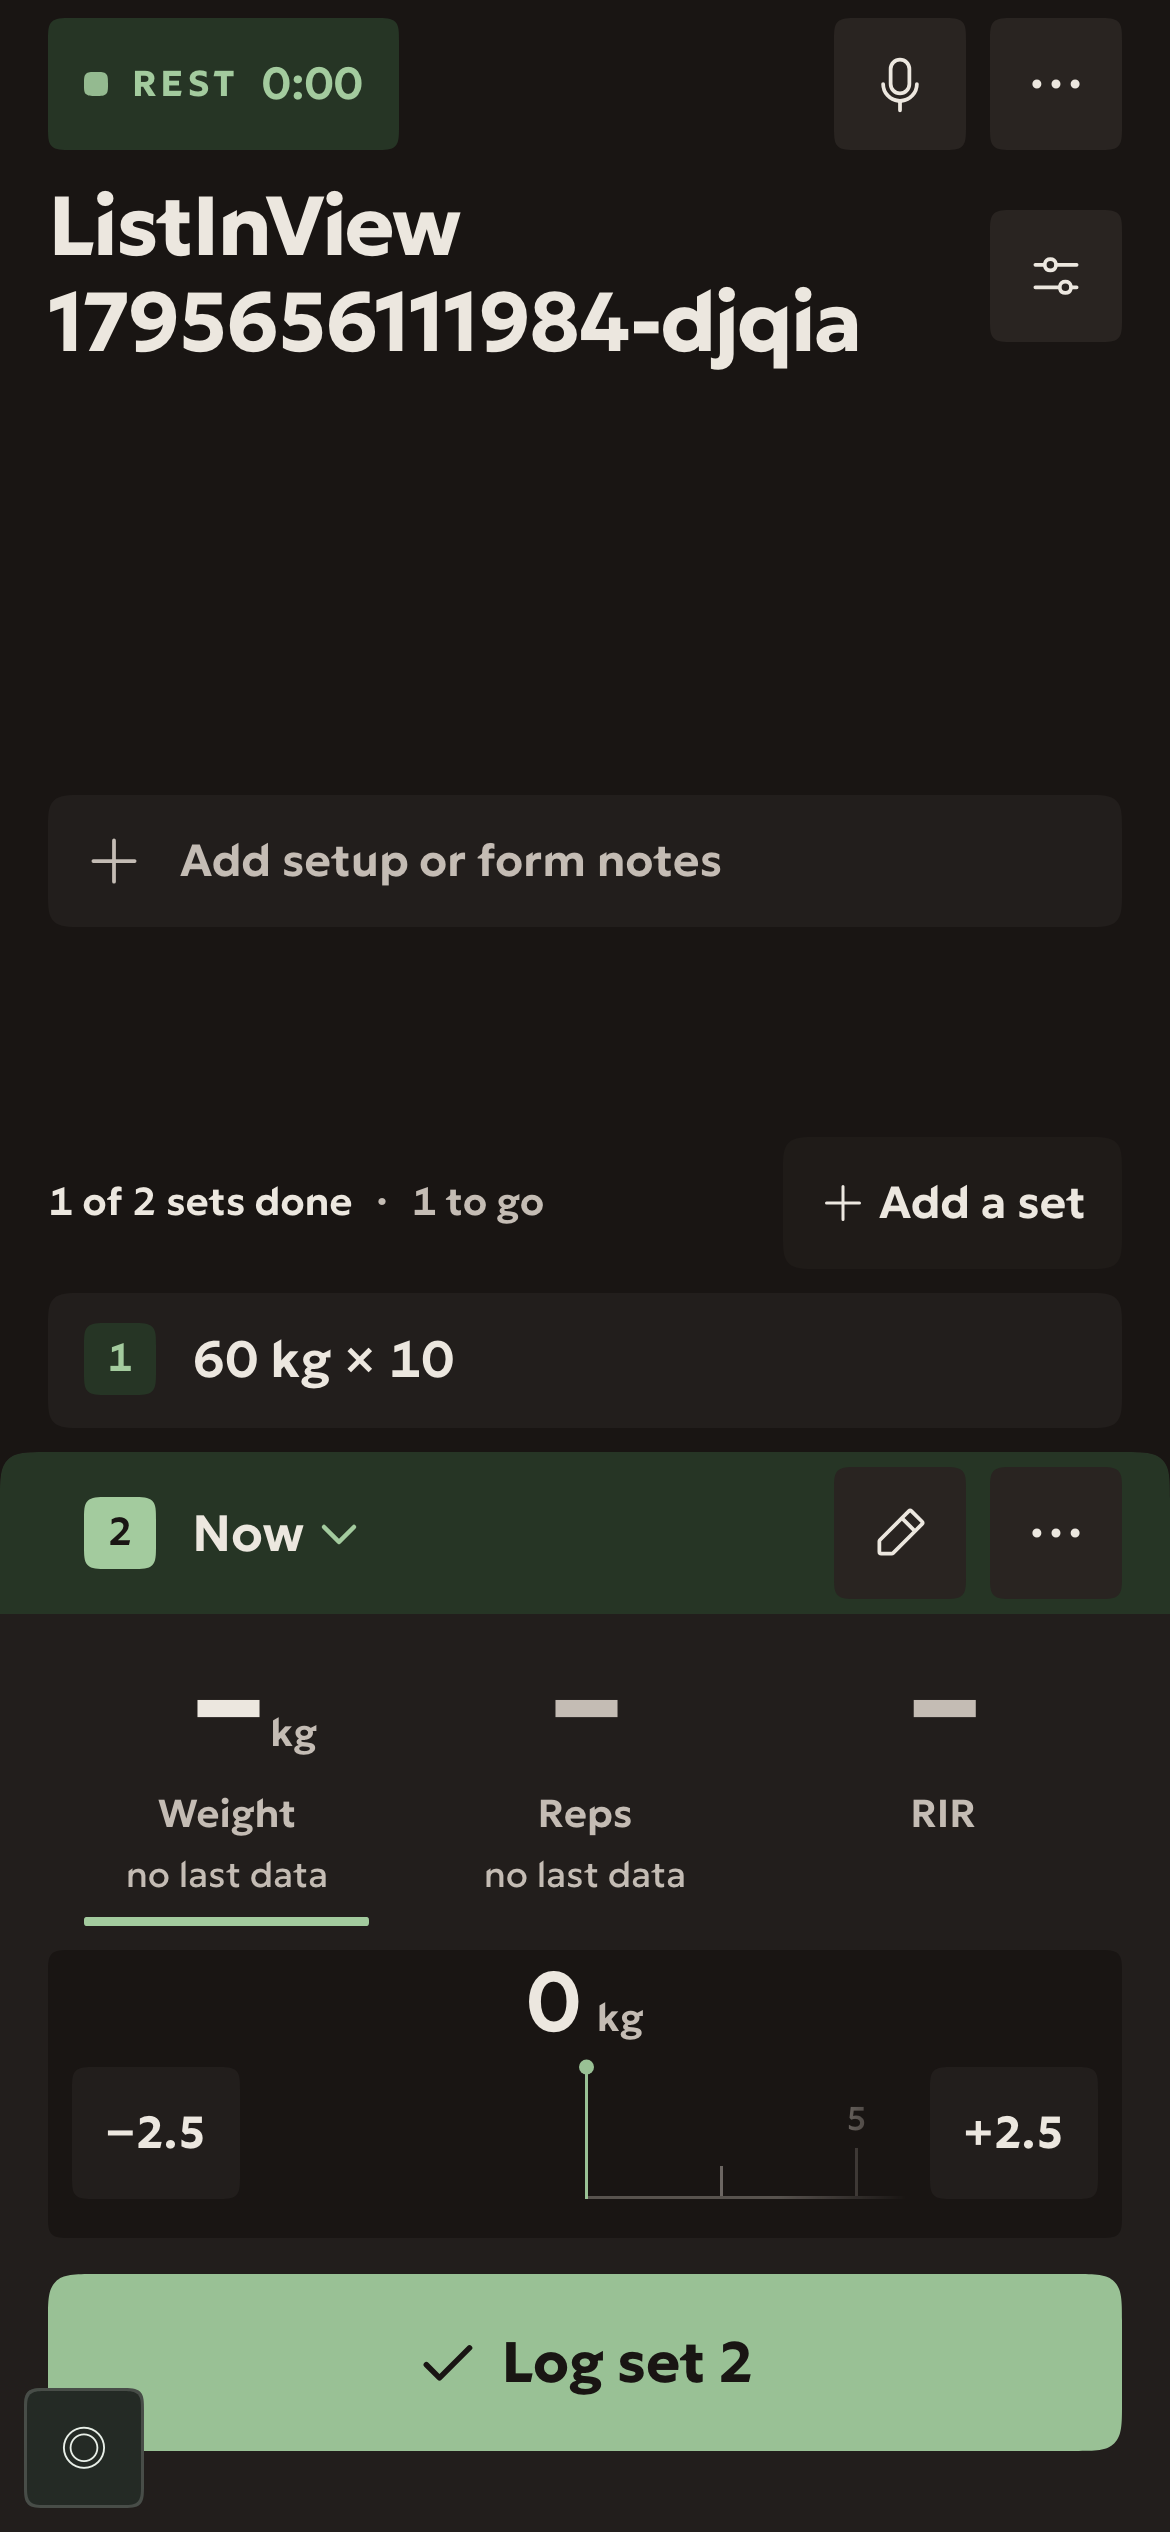 REST 0:00
ListInView
1795656111984-djqia
Add setup or form notes
1 of 2 sets done · 1 to go
+ Add a set
1 60 kg × 10
2 Now
– kg – –
Weight Reps RIR
no last data no last data
0 kg
−2.5 5 +2.5
Log set 2